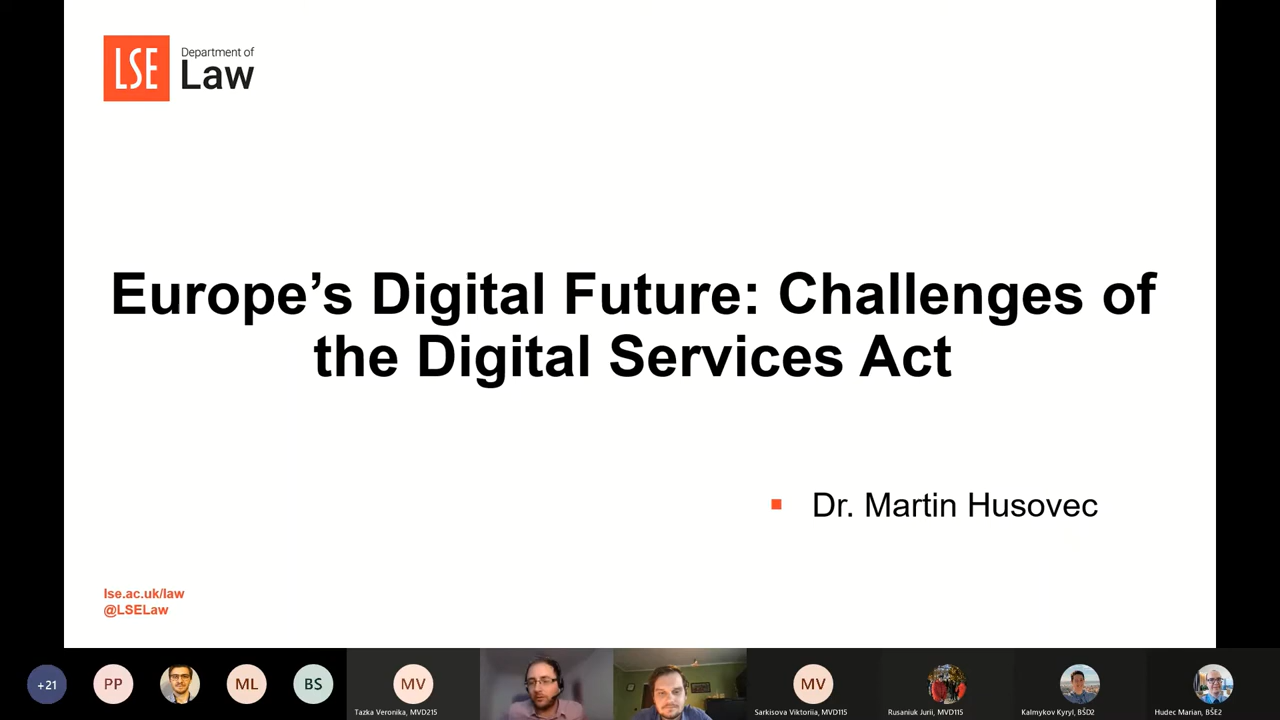 LSE
Department of
Law
Europe's Digital Future: Challenges of
the Digital Services Act
Dr. Martin Husovec
lse.ac.uk/law
@LSELaw
+21
PP
ML
BS
MV
MV
Tazka Veronika, MVD215
Sarkisova Viktoriia, MVD115
Rusaniuk Jurii, MVD115
Kalmykov Kyryl, BŠD2
Hudec Marian, BŠE2